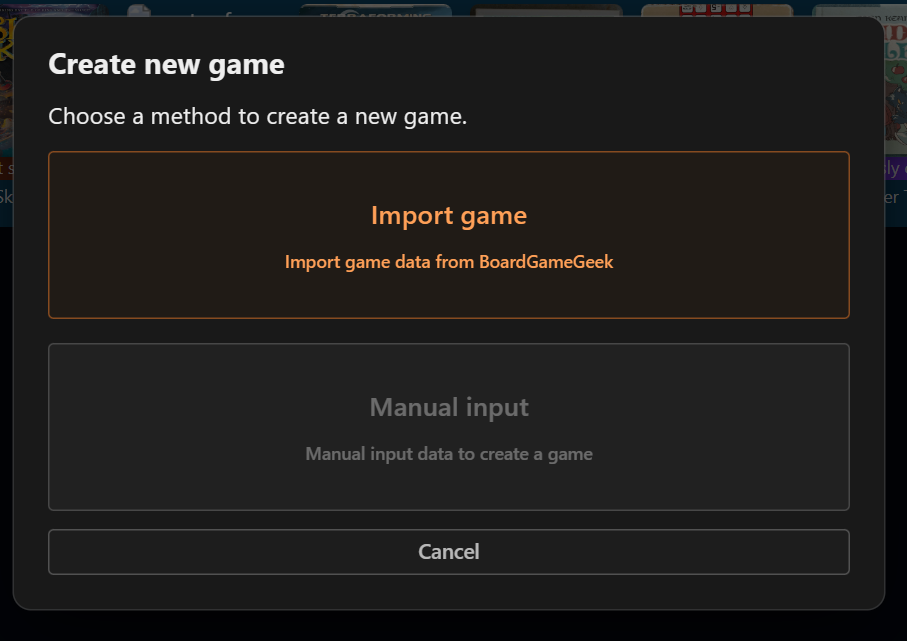 TERRAFORMING
Create new game
Choose a method to create a new game.
Import game
Import game data from BoardGameGeek
Manual input
Manual input data to create a game
Cancel